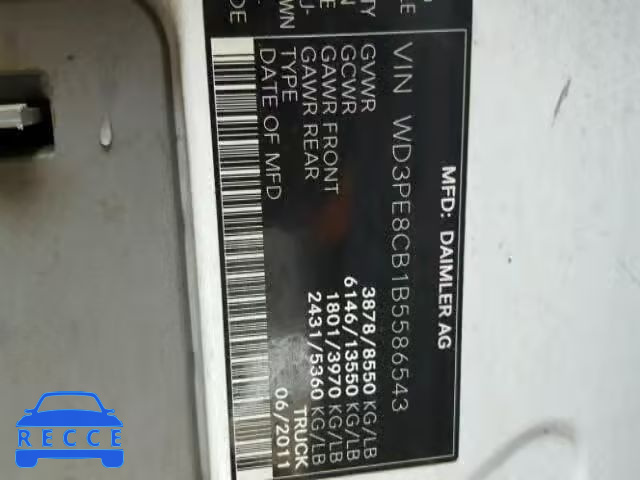 MFD: DAIMLER AG
VIN WD3PE8CB1B5586543
GVWR 3878/8550 KG/LB
GCWR 6146/13550 KG/LB
GAWR FRONT 1801/3970 KG/LB
GAWR REAR 2431/5360 KG/LB
TYPE TRUCK
DATE OF MFD 06/2011
RECCE